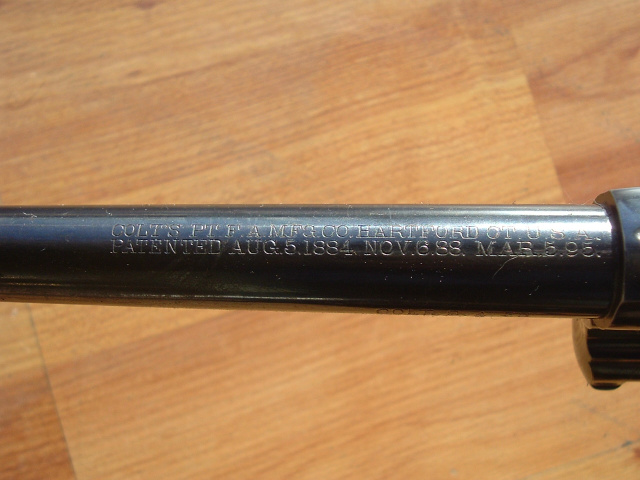 COLT'S PT. F. A. MFG. CO. HARTFORD CT. U. S. A.
PATENTED AUG. 5. 1884. NOV. 6. 88. MAR. 5. 95.